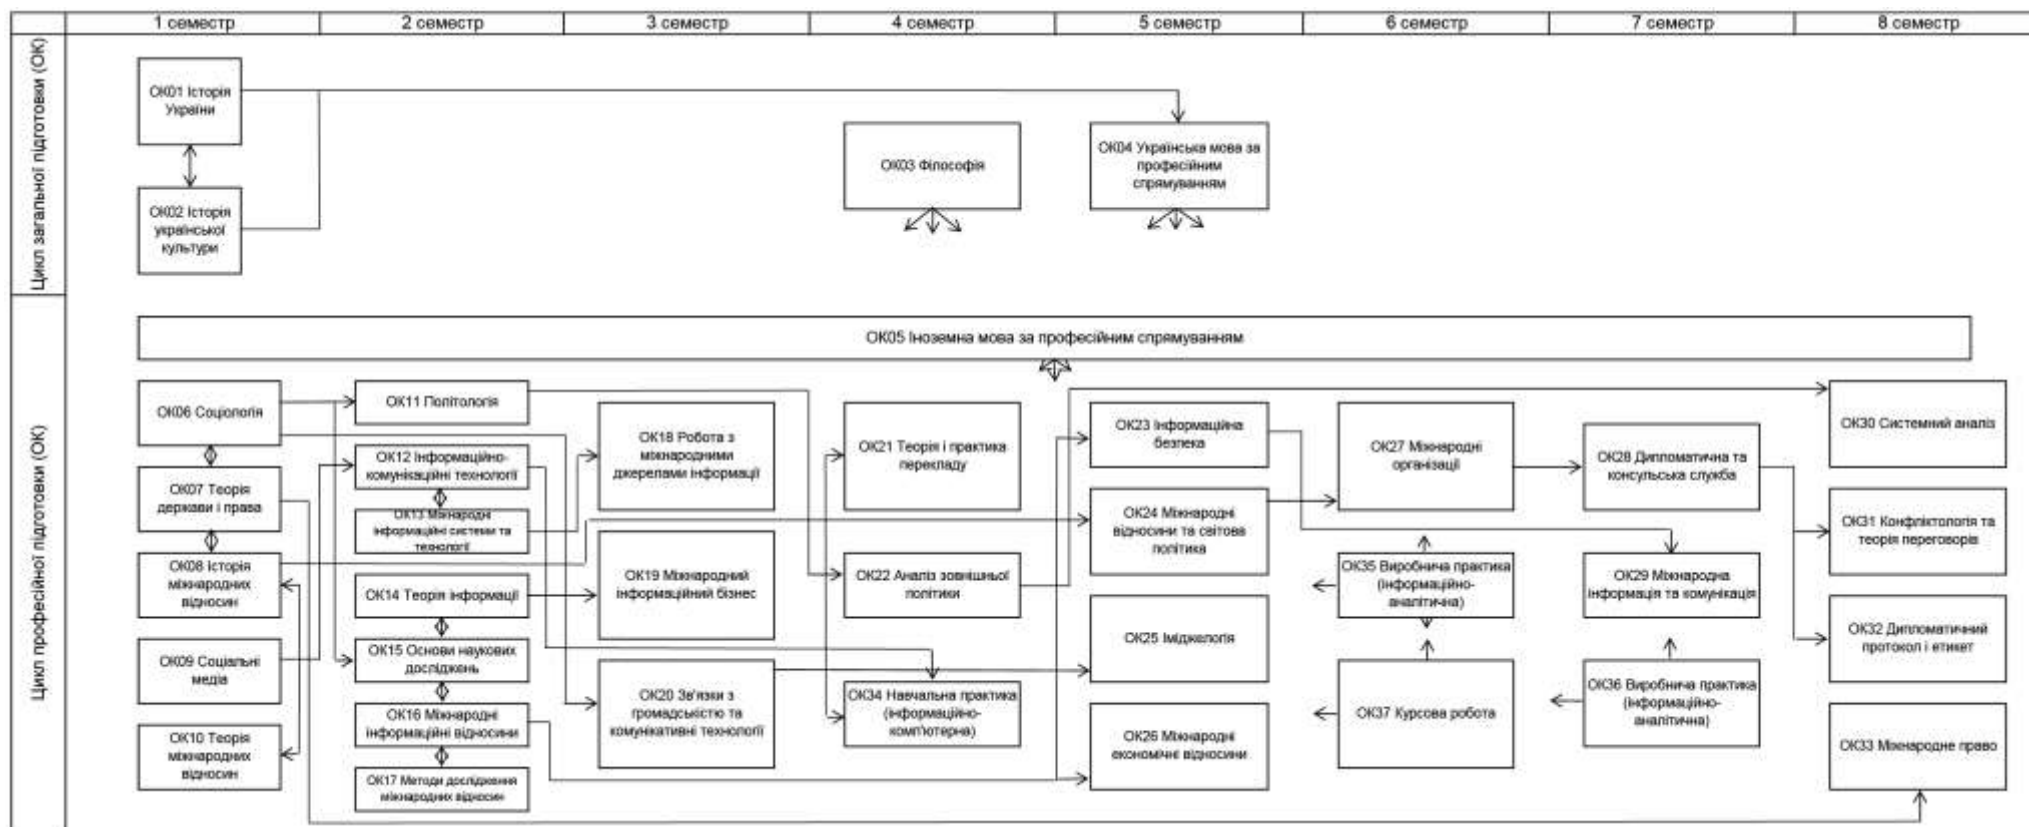 1 семестр
2 семестр
3 семестр
4 семестр
5 семестр
6 семестр
7 семестр
8 семестр
Цикл загальної підготовки (ОК)
ОК01 Історія
України
ОК02 Історія
української
культури
ОК03 Філософія
ОК04 Українська мова за
професійним
спрямуванням
Цикл професійної підготовки (ОК)
ОК05 Іноземна мова за професійним спрямуванням
ОК06 Соціологія
ОК07 Теорія
держави і права
ОК08 Історія
міжнародних
відносин
ОК09 Соціальні
медіа
ОК10 Теорія
міжнародних
відносин
ОК11 Політологія
ОК12 Інформаційно-
комунікаційні технології
ОК13 Міжнародні
інформаційні системи та
технології
ОК14 Теорія інформації
ОК15 Основи наукових
досліджень
ОК16 Міжнародні
інформаційні відносини
ОК17 Методи дослідження
міжнародних відносин
ОК18 Робота з
міжнародними
джерелами інформації
ОК19 Міжнародний
інформаційний бізнес
ОК20 Зв'язки з
громадськістю та
комунікативні технології
ОК21 Теорія і практика
перекладу
ОК22 Аналіз зовнішньої
політики
ОК34 Навчальна практика
(інформаційно-
комп'ютерна)
ОК23 Інформаційна
безпека
ОК24 Міжнародні
відносини та світова
політика
ОК25 Іміджелогія
ОК26 Міжнародні
економічні відносини
ОК27 Міжнародні
організації
ОК35 Виробнича практика
(інформаційно-
аналітична)
ОК37 Курсова робота
ОК28 Дипломатична та
консульська служба
ОК29 Міжнародна
інформація та комунікація
ОК36 Виробнича практика
(інформаційно-
аналітична)
ОК30 Системний аналіз
ОК31 Конфліктологія та
теорія переговорів
ОК32 Дипломатичний
протокол і етикет
ОК33 Міжнародне право